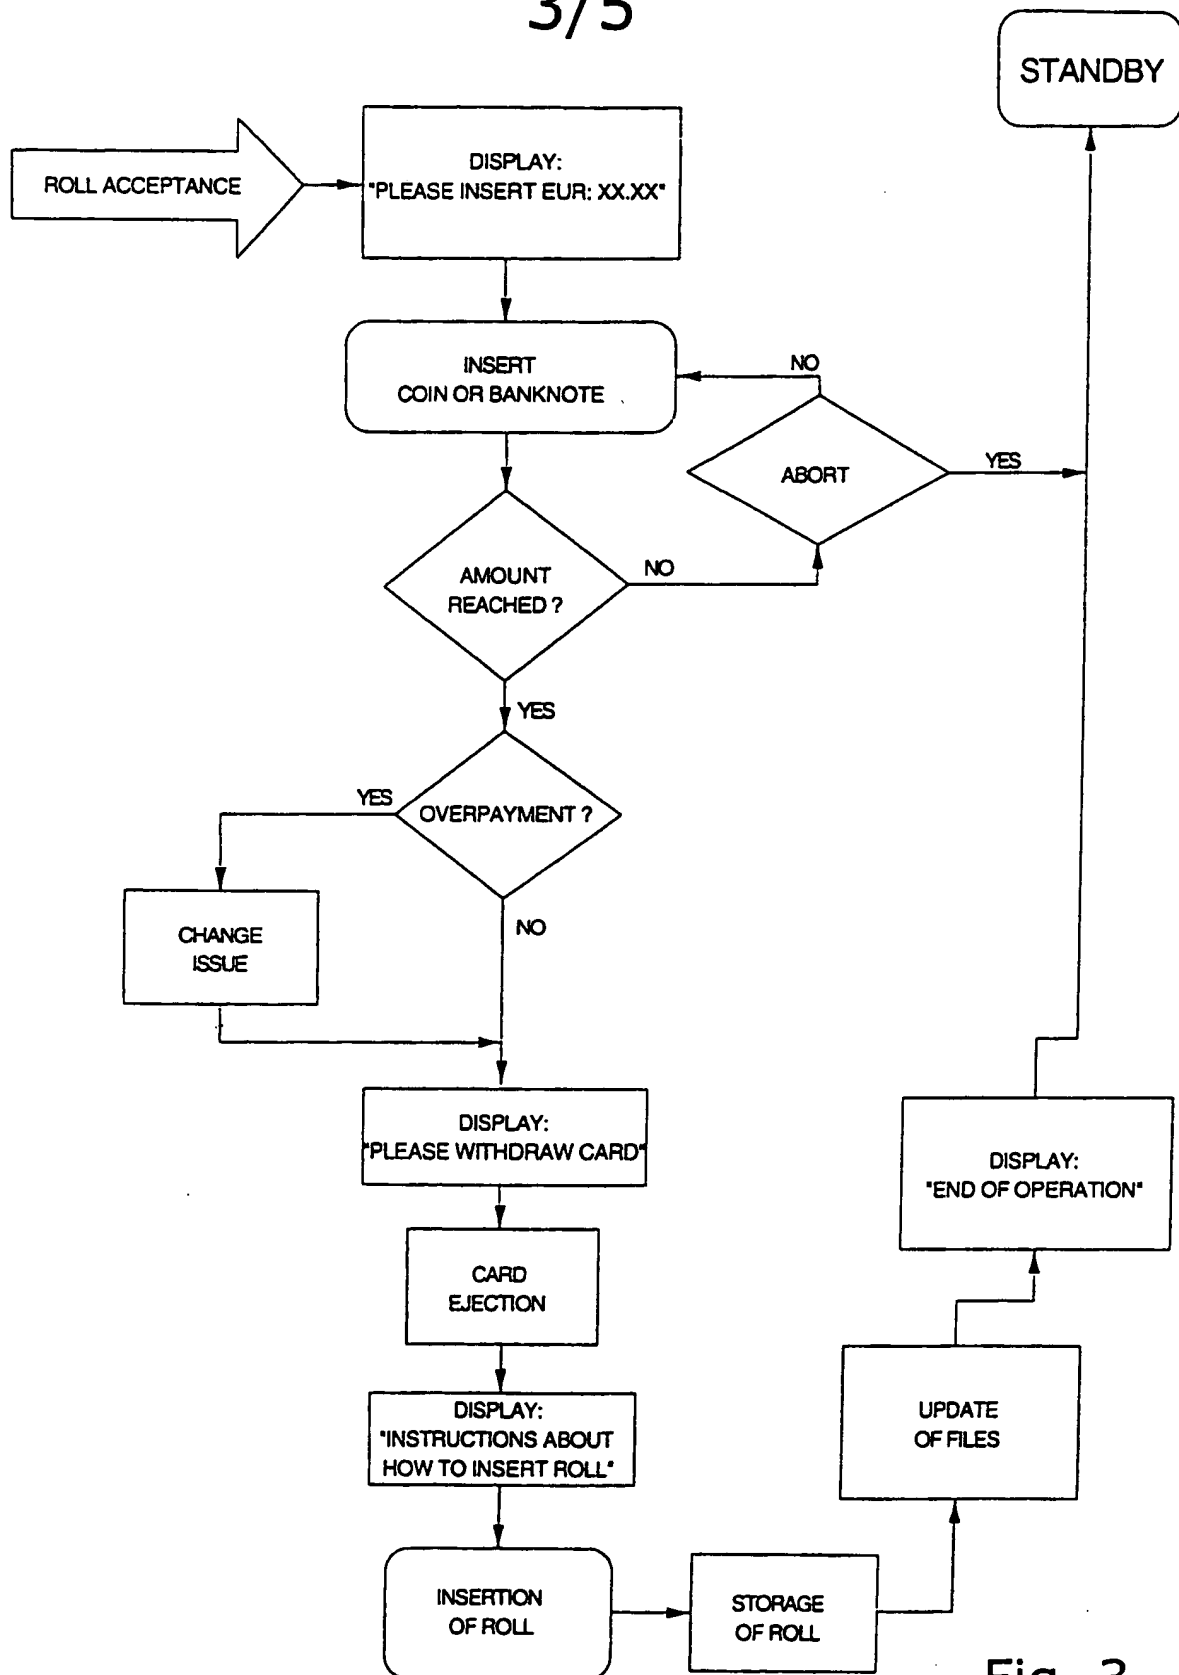 3/5
STANDBY
ROLL ACCEPTANCE
DISPLAY:
"PLEASE INSERT EUR: XX.XX"
INSERT
COIN OR BANKNOTE
NO
ABORT
YES
AMOUNT
REACHED ?
NO
YES
OVERPAYMENT ?
YES
NO
CHANGE
ISSUE
DISPLAY:
"PLEASE WITHDRAW CARD"
CARD
EJECTION
DISPLAY:
"INSTRUCTIONS ABOUT
HOW TO INSERT ROLL"
INSERTION
OF ROLL
STORAGE
OF ROLL
UPDATE
OF FILES
DISPLAY:
"END OF OPERATION"
Fig. 3